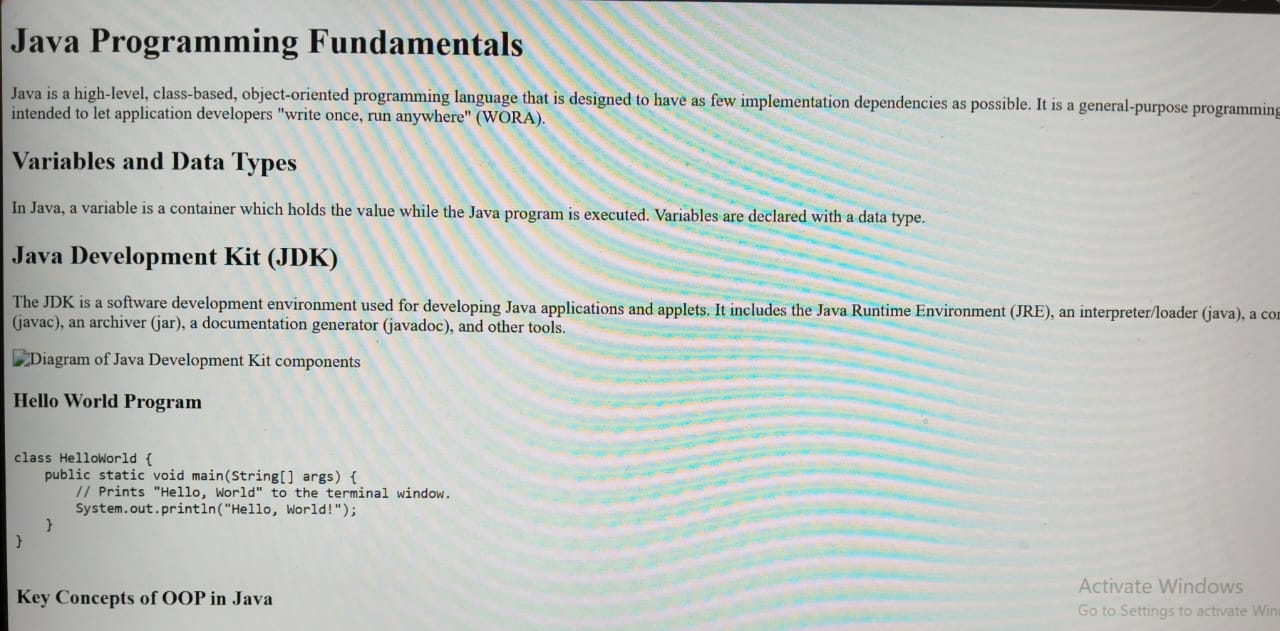 Java Programming Fundamentals
Java is a high-level, class-based, object-oriented programming language that is designed to have as few implementation dependencies as possible. It is a general-purpose programming
intended to let application developers "write once, run anywhere" (WORA).
Variables and Data Types
In Java, a variable is a container which holds the value while the Java program is executed. Variables are declared with a data type.
Java Development Kit (JDK)
The JDK is a software development environment used for developing Java applications and applets. It includes the Java Runtime Environment (JRE), an interpreter/loader (java), a
(javac), an archiver (jar), a documentation generator (javadoc), and other tools.
Diagram of Java Development Kit components
Hello World Program
class HelloWorld {
    public static void main(String[] args) {
        // Prints "Hello, World" to the terminal window.
        System.out.println("Hello, World!");
    }
}
Key Concepts of OOP in Java
Activate Windows
Go to Settings to activate